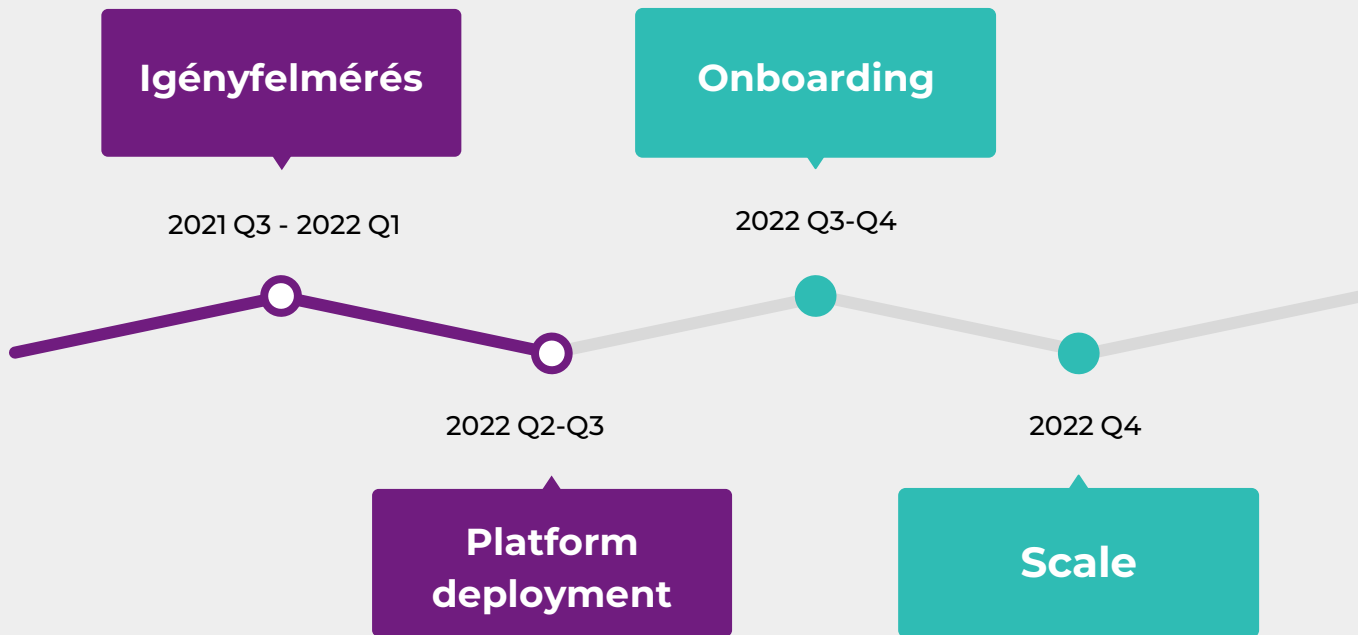 Igényfelmérés
2021 Q3 - 2022 Q1
Onboarding
2022 Q3-Q4
2022 Q2-Q3
Platform
deployment
2022 Q4
Scale